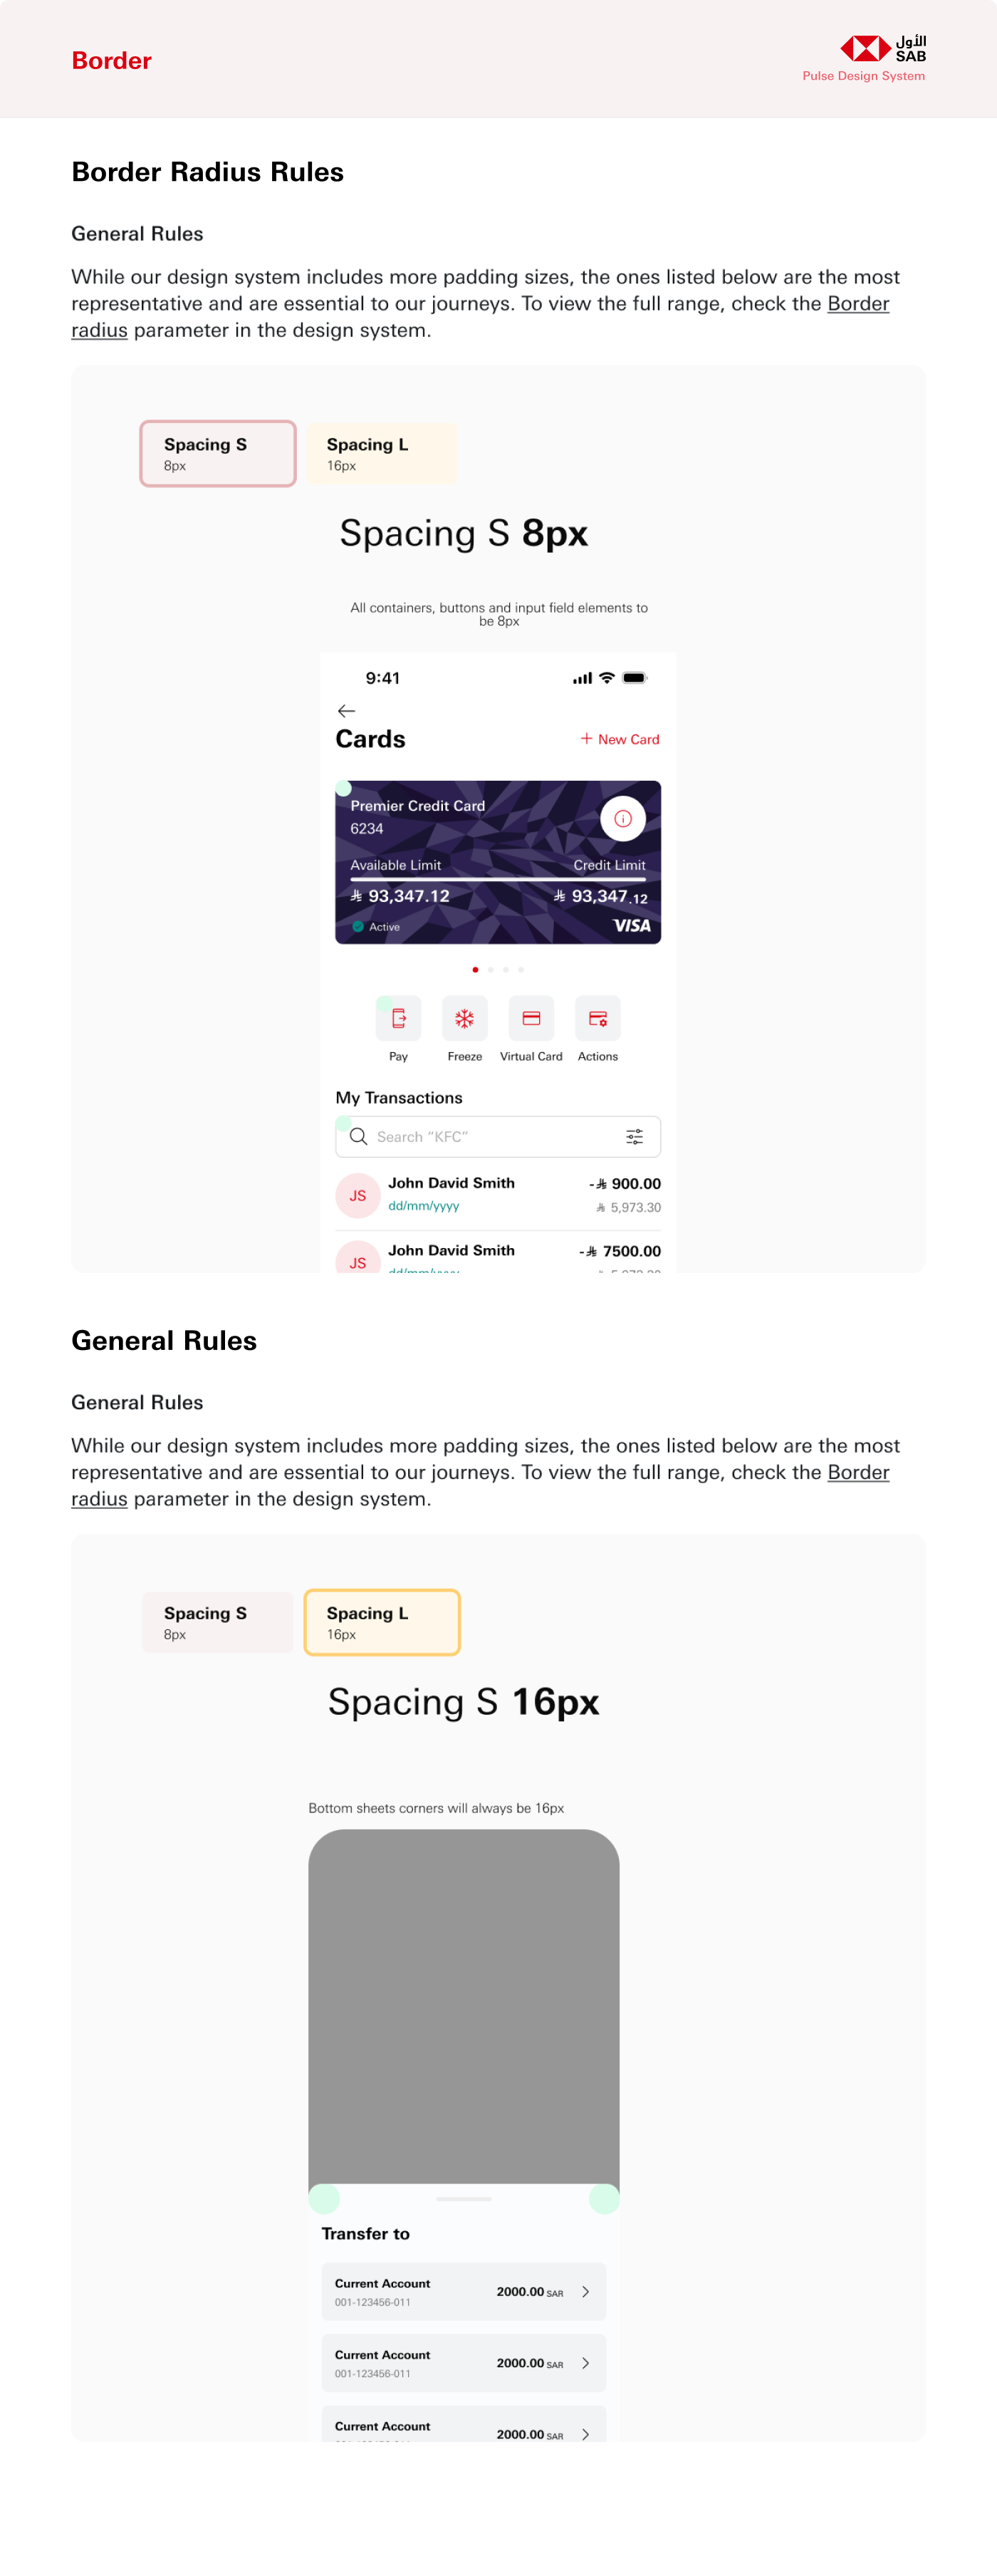 Border
الأول
SAB
Pulse Design System
Border Radius Rules
General Rules
While our design system includes more padding sizes, the ones listed below are the most
representative and are essential to our journeys. To view the full range, check the Border
radius parameter in the design system.
Spacing S
8px
Spacing L
16px
Spacing S 8px
All containers, buttons and input field elements to
be 8px
9:41
Cards
+ New Card
Premier Credit Card
6234
Available Limit
Credit Limit
⃁ 93,347.12
⃁ 93,347.12
Active
VISA
Pay
Freeze
Virtual Card
Actions
My Transactions
Search “KFC“
JS
John David Smith
-⃁ 900.00
dd/mm/yyyy
⃁ 5,973.30
JS
John David Smith
-⃁ 7500.00
General Rules
General Rules
While our design system includes more padding sizes, the ones listed below are the most
representative and are essential to our journeys. To view the full range, check the Border
radius parameter in the design system.
Spacing S
8px
Spacing L
16px
Spacing S 16px
Bottom sheets corners will always be 16px
Transfer to
Current Account
001-123456-011
2000.00 SAR
Current Account
001-123456-011
2000.00 SAR
Current Account
2000.00 SAR